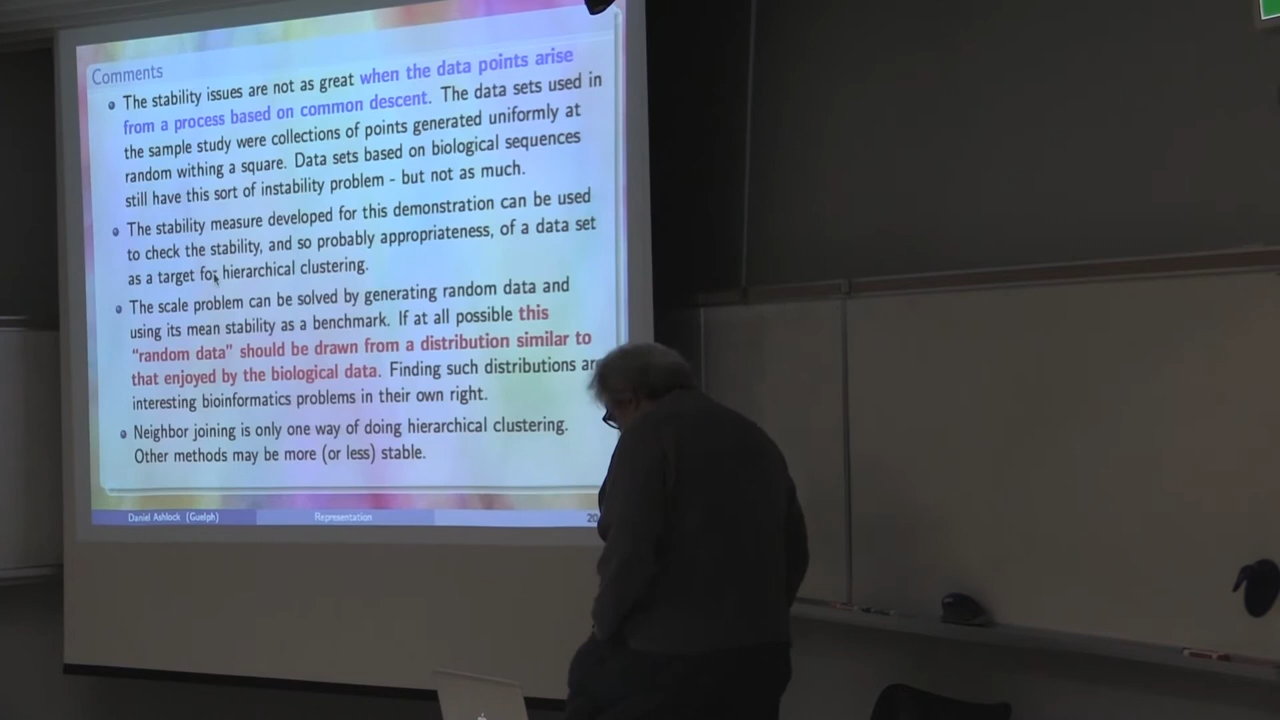 Comments
The stability issues are not as great when the data points arise
from a process based on common descent. The data sets used in
the sample study were collections of points generated uniformly at
random withing a square. Data sets based on biological sequences
still have this sort of instability problem - but not as much.
The stability measure developed for this demonstration can be used
to check the stability, and so probably appropriateness, of a data set
as a target for hierarchical clustering.
The scale problem can be solved by generating random data and
using its mean stability as a benchmark. If at all possible this
"random data" should be drawn from a distribution similar to
that enjoyed by the biological data. Finding such distributions
interesting bioinformatics problems in their own right.
Neighbor joining is only one way of doing hierarchical clustering.
Other methods may be more (or less) stable.
Daniel Ashlock (Guelph) Representation